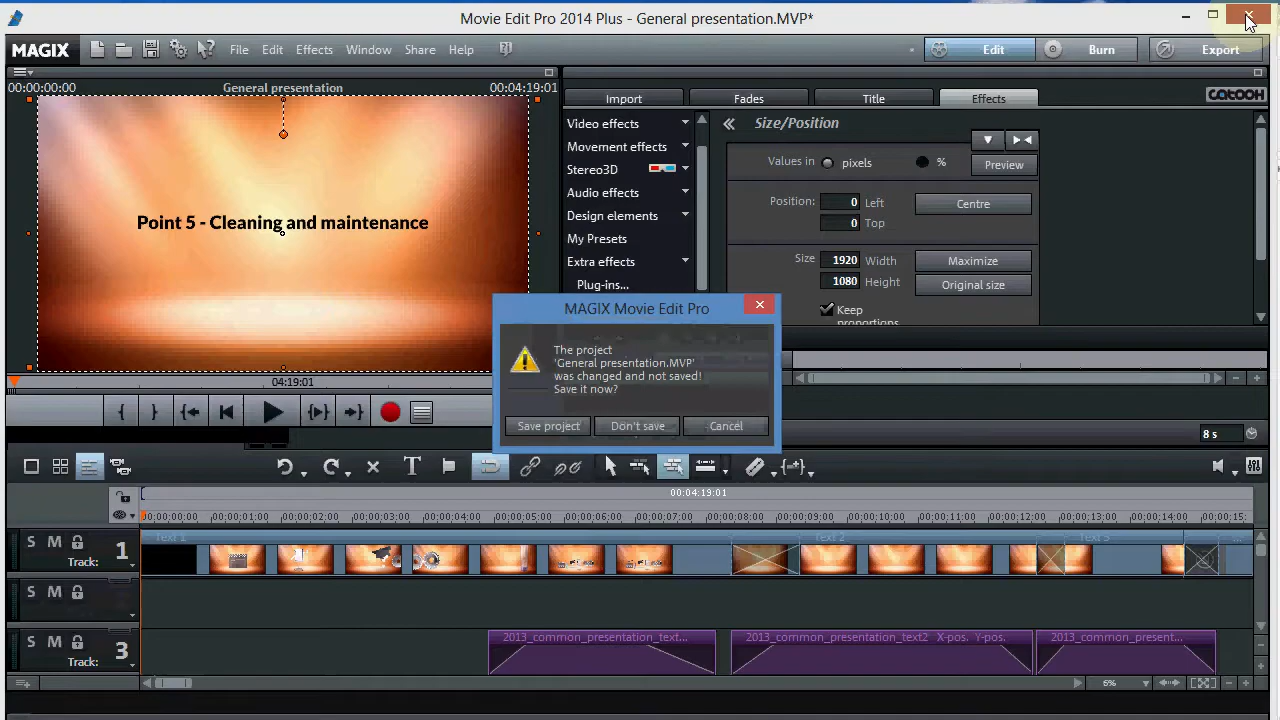 Movie Edit Pro 2014 Plus - General presentation.MVP*
MAGIX File Edit Effects Window Share Help Edit Burn Export
00:00:00:00 General presentation 00:04:19:01
Import Fades Title Effects CATOOH
Point 5 - Cleaning and maintenance
Video effects
Movement effects
Stereo3D
Audio effects
Design elements
My Presets
Extra effects
Plug-ins...
Size/Position
Values in pixels %
Preview
Position: 0 Left Centre
0 Top
Size 1920 Width Maximize
1080 Height Original size
Keep
proportions
MAGIX Movie Edit Pro
The project
'General presentation.MVP'
was changed and not saved!
Save it now?
Save project Don't save Cancel
04:19:01
8 s
00:04:19:01
00:00:00:00 00:00:01:00 00:00:02:00 00:00:03:00 00:00:04:00 00:00:05:00 00:00:06:00 00:00:07:00 00:00:08:00 00:00:09:00 00:00:10:00 00:00:11:00 00:00:12:00 00:00:13:00 00:00:14:00 00:00:15:
Text 1 Text 2
S M 1
Track:
S M
S M 3
Track:
2013_common_presentation_text... 2013_common_presentation_text2 X-pos. Y-pos. 2013_common_present...
6%